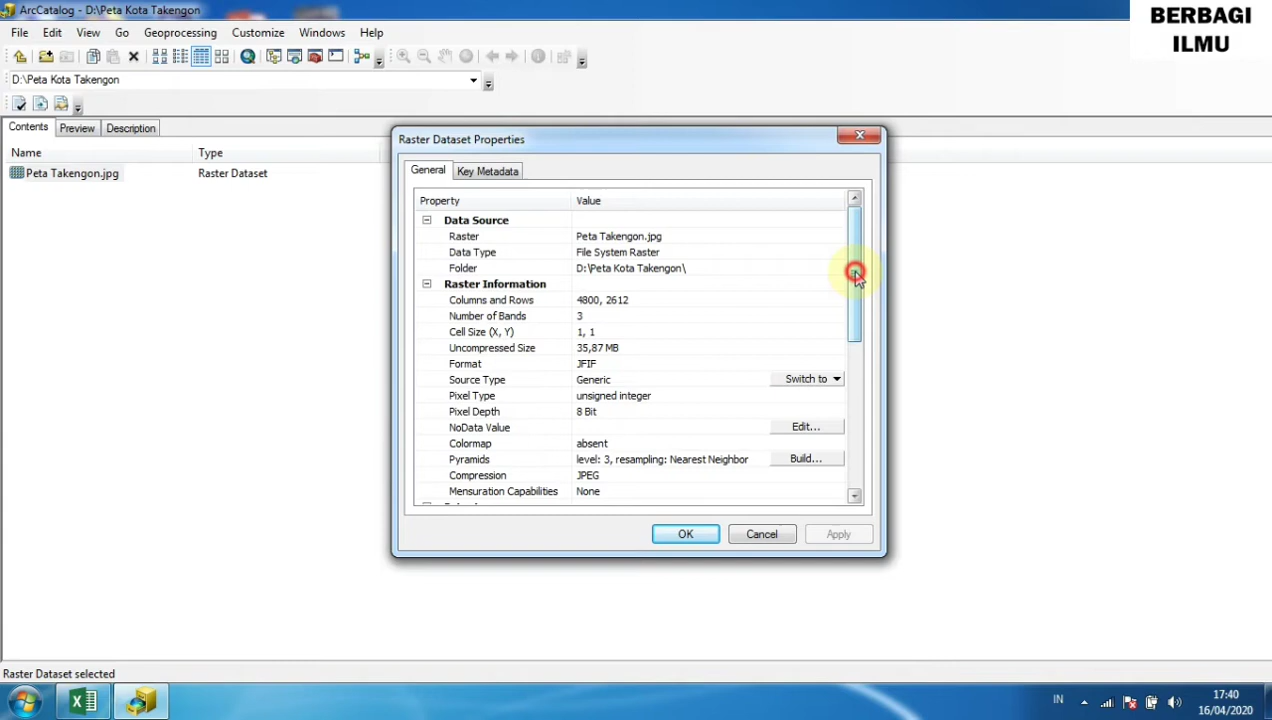 ArcCatalog - D:\Peta Kota Takengon
BERBAGI
ILMU
File Edit View Go Geoprocessing Customize Windows Help
D:\Peta Kota Takengon
Contents Preview Description
Name Type
Peta Takengon.jpg Raster Dataset
Raster Dataset Properties
General Key Metadata
Property Value
Data Source
Raster Peta Takengon.jpg
Data Type File System Raster
Folder D:\Peta Kota Takengon\
Raster Information
Columns and Rows 4800, 2612
Number of Bands 3
Cell Size (X, Y) 1, 1
Uncompressed Size 35,87 MB
Format JFIF
Source Type Generic Switch to
Pixel Type unsigned integer
Pixel Depth 8 Bit
NoData Value Edit...
Colormap absent
Pyramids level: 3, resampling: Nearest Neighbor Build...
Compression JPEG
Mensuration Capabilities None
OK Cancel Apply
Raster Dataset selected
IN 17:40
16/04/2020